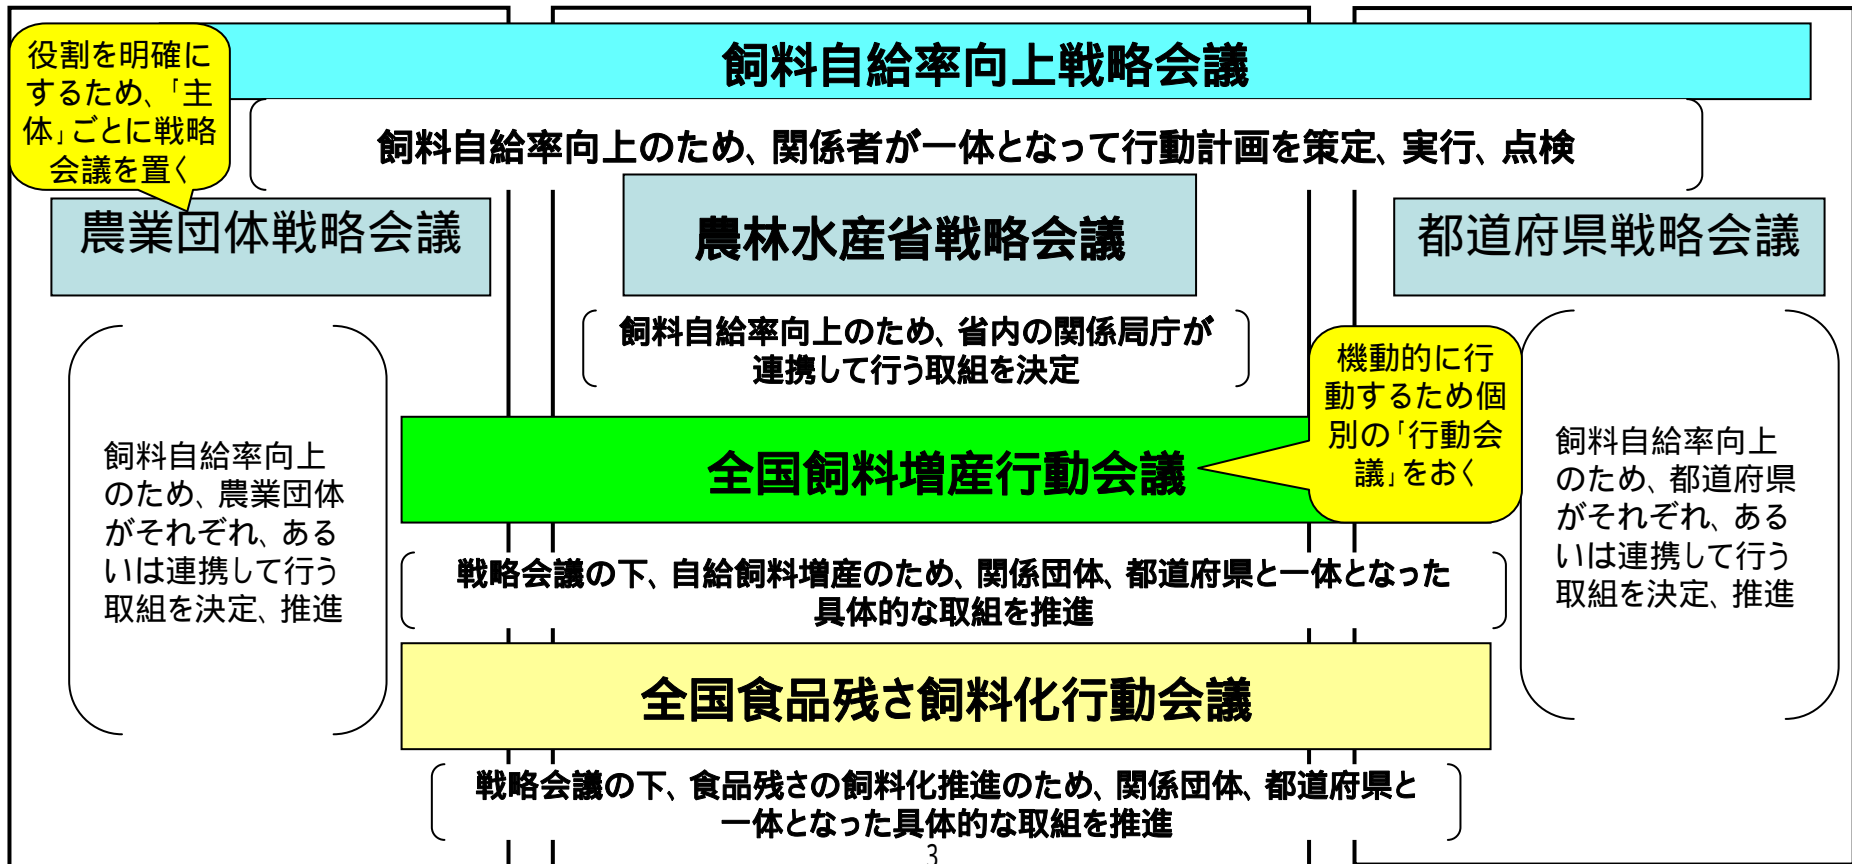 飼料自給率向上戦略会議
役割を明確に
するため、「主
体」ごとに戦略
会議を置く
飼料自給率向上のため、関係者が一体となって行動計画を策定、実行、点検
農業団体戦略会議
農林水産省戦略会議
都道府県戦略会議
飼料自給率向上のため、省内の関係局庁が
連携して行う取組を決定
機動的に行
動するため個
別の「行動会
議」をおく
飼料自給率向上
のため、農業団体
がそれぞれ、ある
いは連携して行う
取組を決定、推進
全国飼料増産行動会議
飼料自給率向上
のため、都道府県
がそれぞれ、ある
いは連携して行う
取組を決定、推進
戦略会議の下、自給飼料増産のため、関係団体、都道府県と一体となった
具体的な取組を推進
全国食品残さ飼料化行動会議
戦略会議の下、食品残さの飼料化推進のため、関係団体、都道府県と
一体となった具体的な取組を推進
3